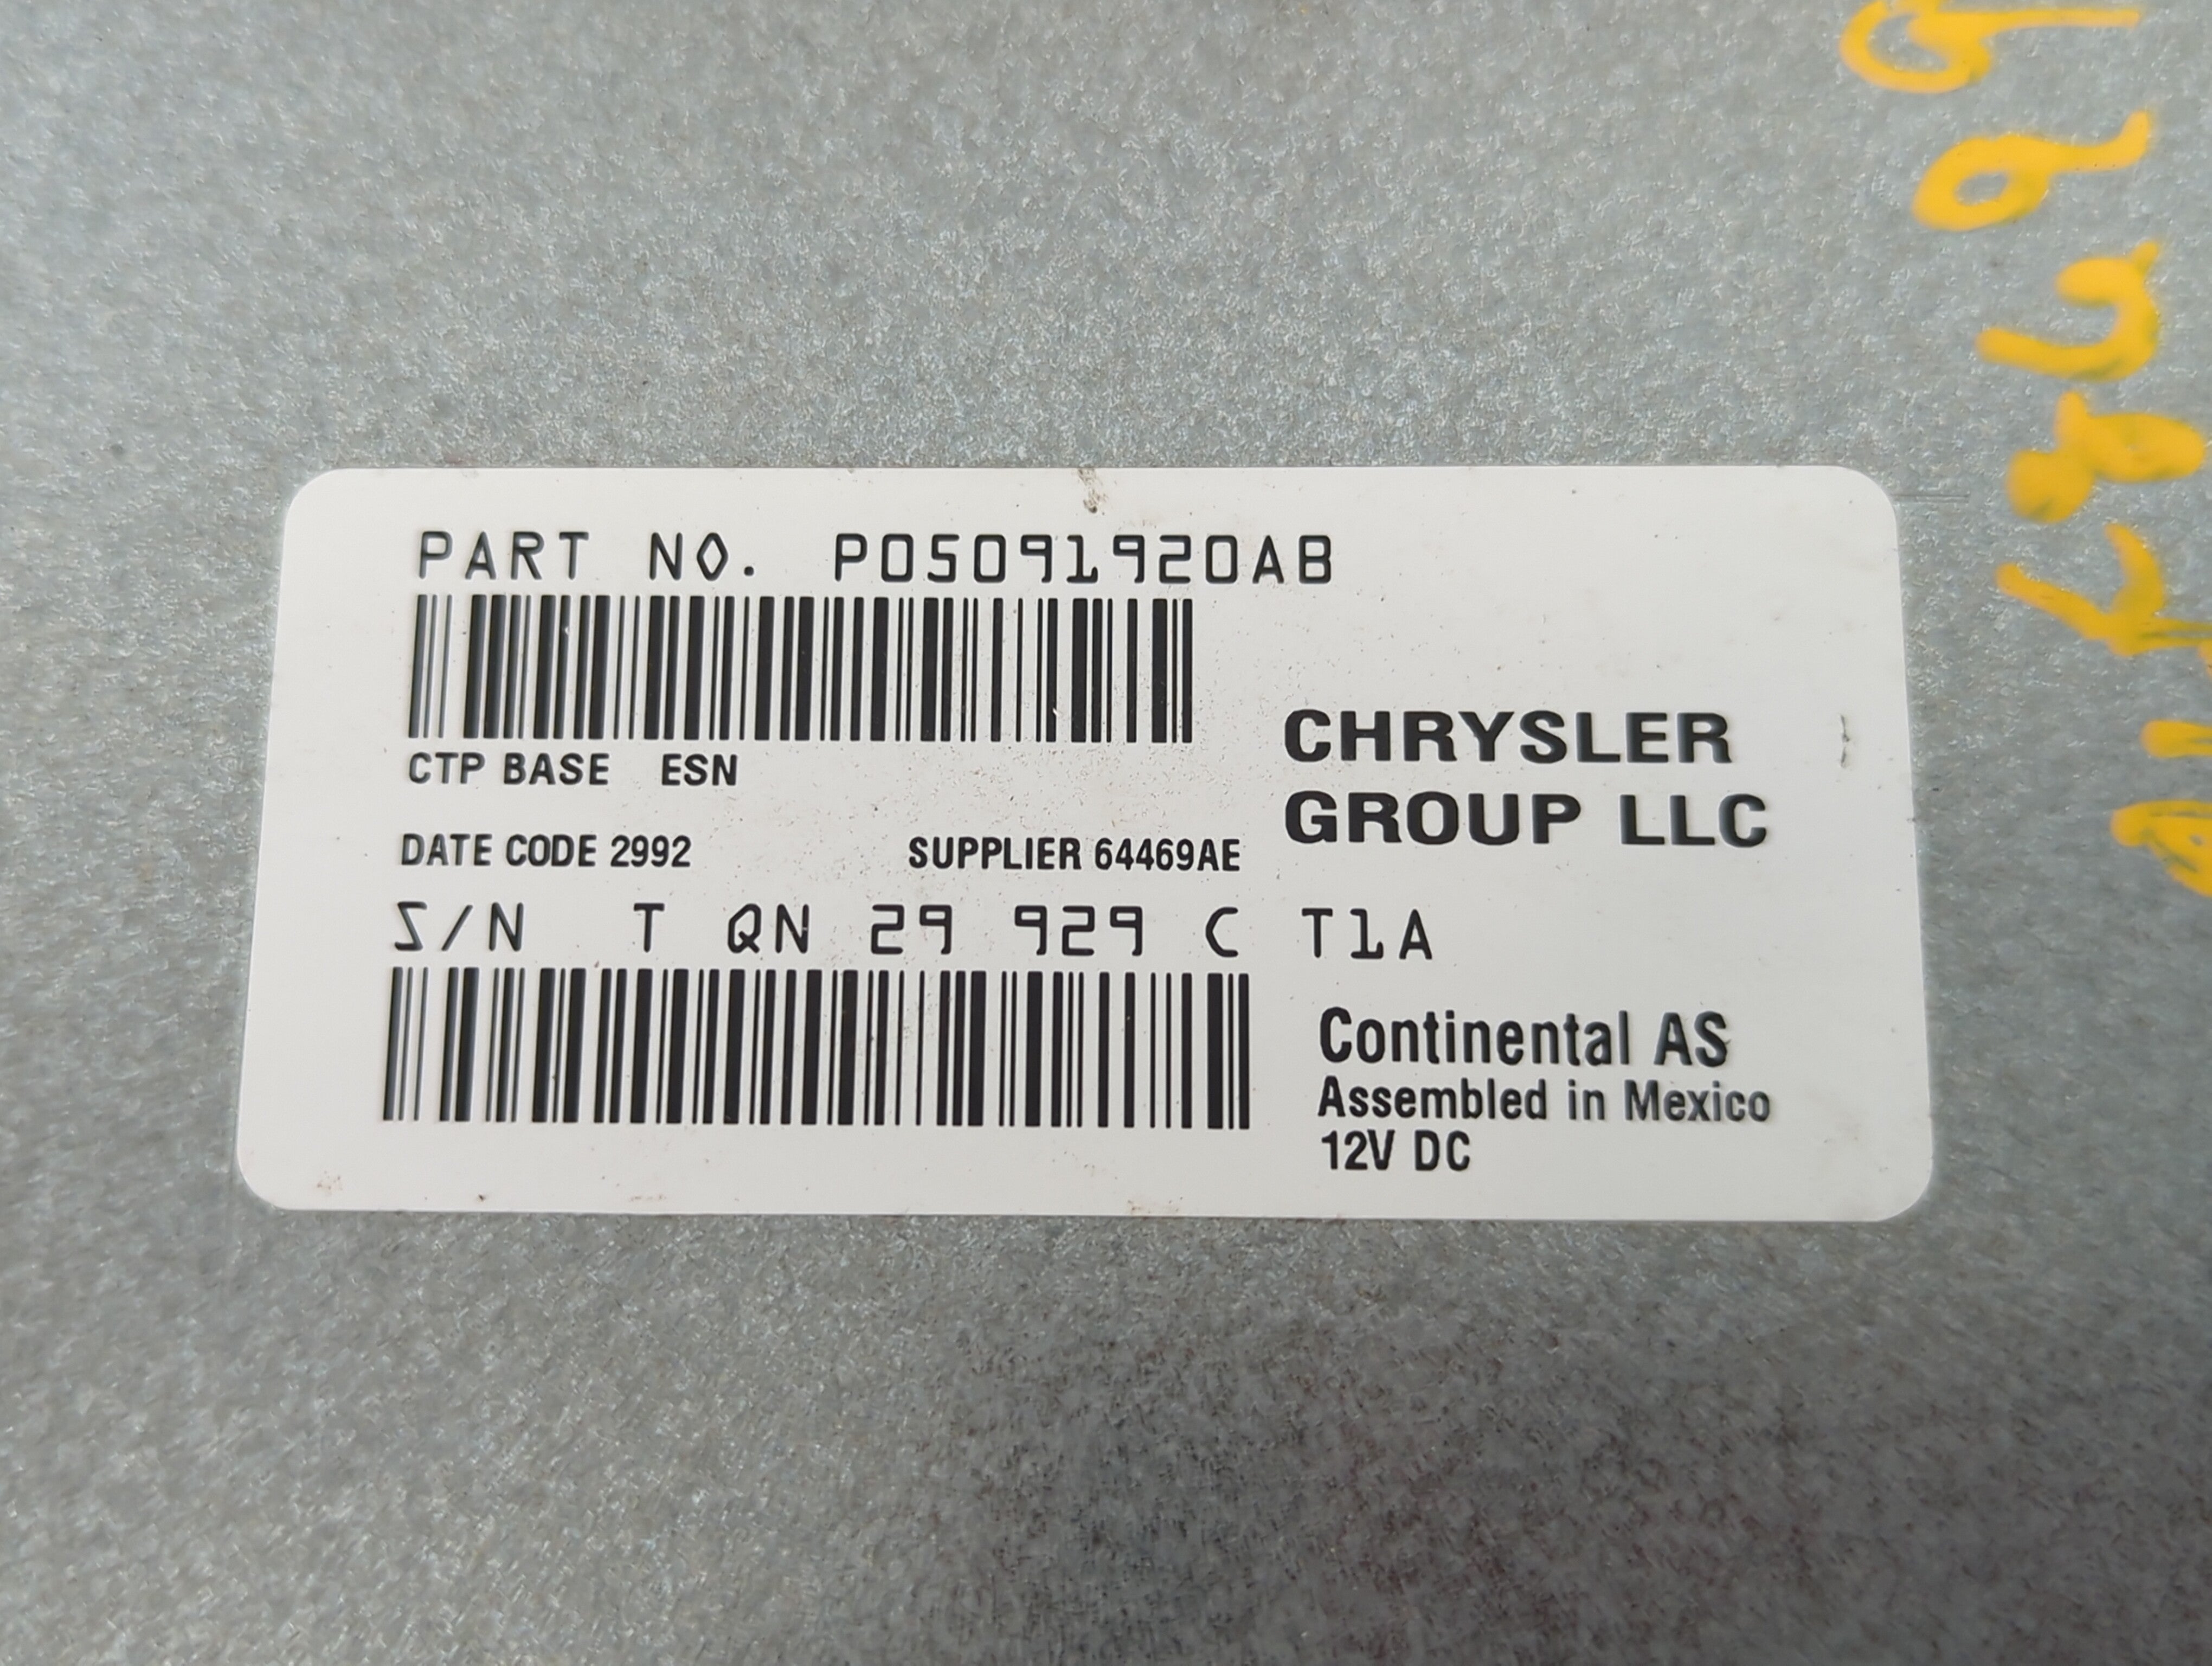 PART NO. P05091920AB
CTP BASE ESN
DATE CODE 2992 SUPPLIER 64469AE
CHRYSLER
GROUP LLC
S/N T QN 29 929 C T1A
Continental AS
Assembled in Mexico
12V DC